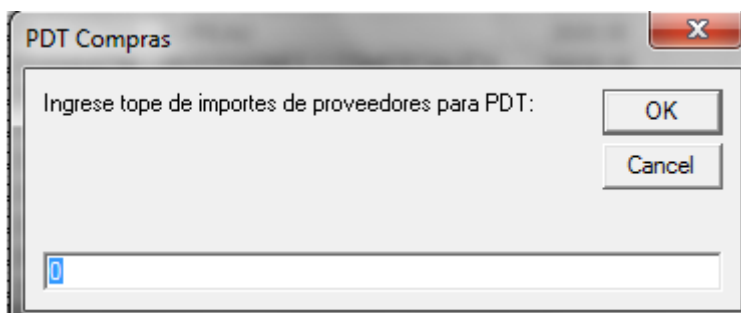 PDT Compras
Ingrese tope de importes de proveedores para PDT:
OK
Cancel
0